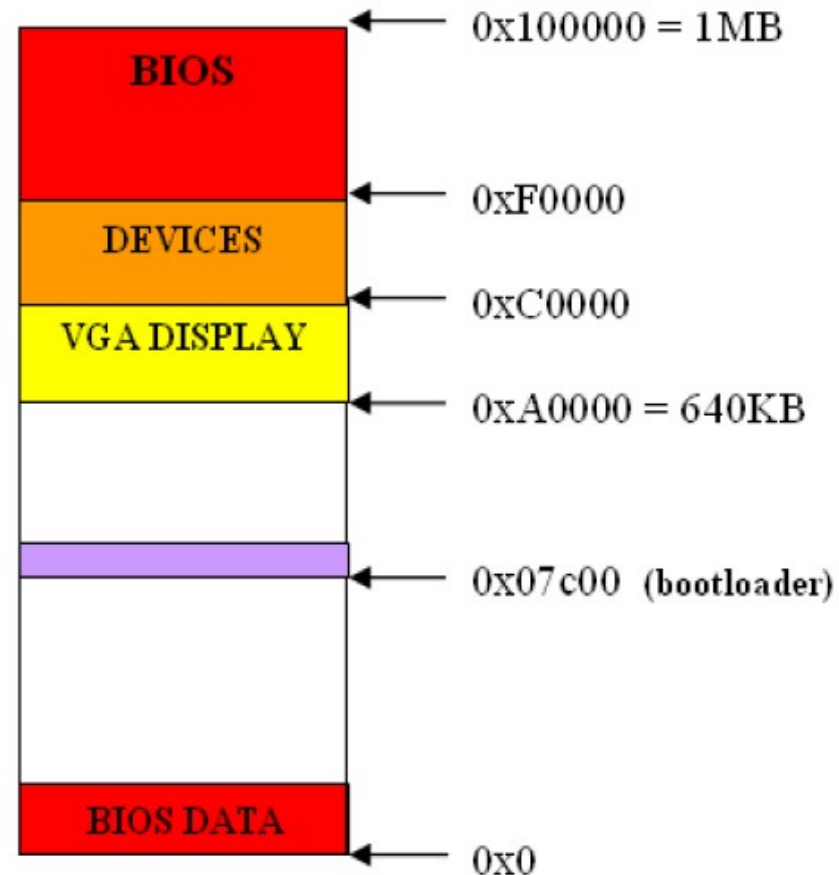 0x100000 = 1MB
BIOS
0xF0000
DEVICES
0xC0000
VGA DISPLAY
0xA0000 = 640KB
0x07c00 (bootloader)
BIOS DATA
0x0